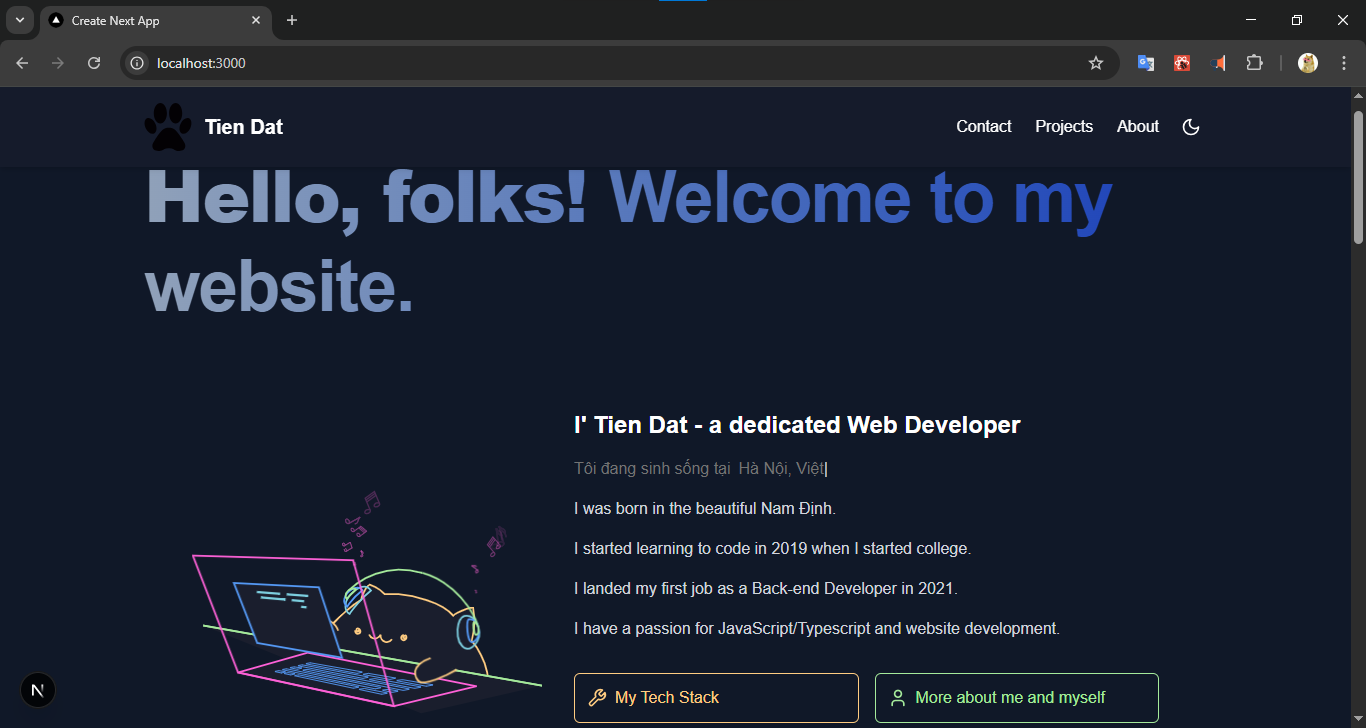 Create Next App
localhost:3000
Tien Dat
Contact Projects About
Hello, folks! Welcome to my
website.
I' Tien Dat - a dedicated Web Developer
Tôi đang sinh sống tại Hà Nội, Việt
I was born in the beautiful Nam Định.
I started learning to code in 2019 when I started college.
I landed my first job as a Back-end Developer in 2021.
I have a passion for JavaScript/Typescript and website development.
My Tech Stack
More about me and myself
N